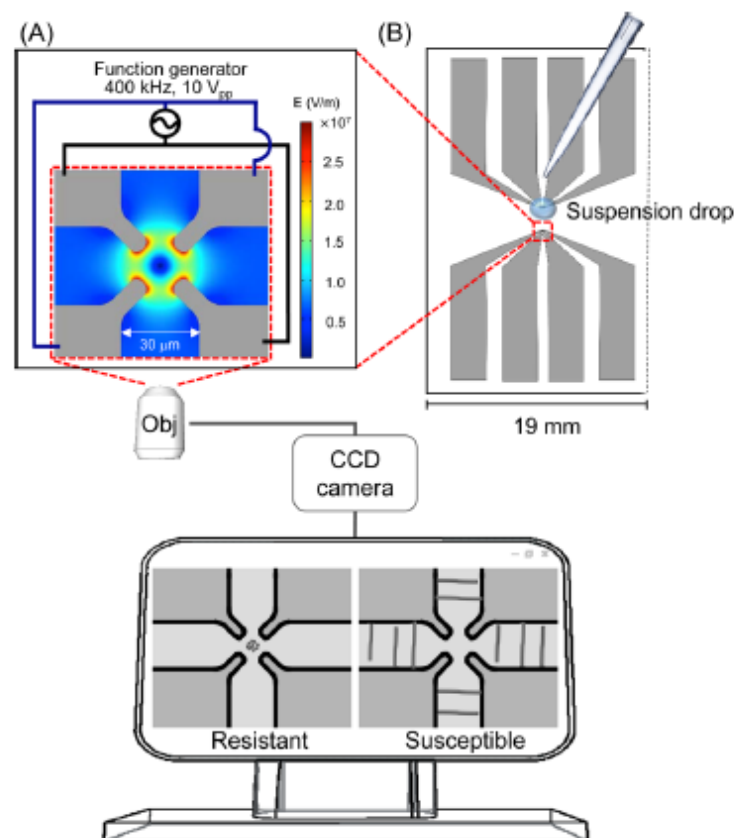 (A)
Function generator
400 kHz, 10 Vpp
E (V/m)
×10⁷
2.5
2.0
1.5
1.0
0.5
30 μm
(B)
Suspension drop
19 mm
Obj
CCD
camera
Resistant
Susceptible